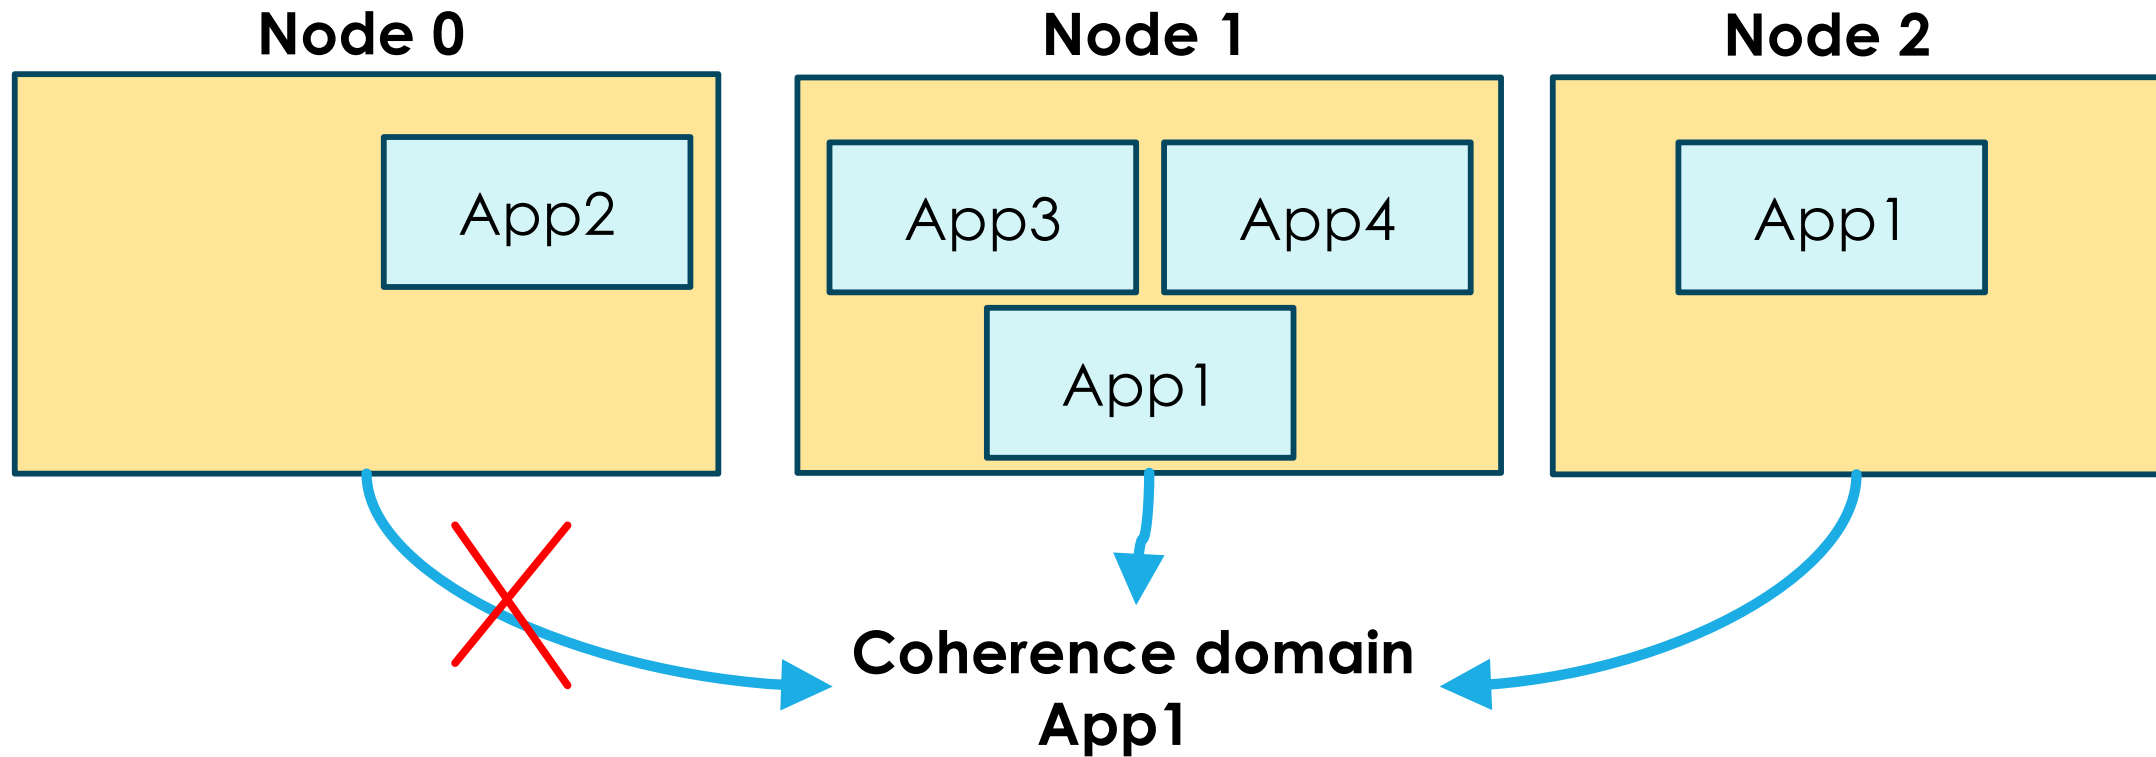 Node 0
Node 1
Node 2
App2
App3
App4
App1
App1
Coherence domain
App1